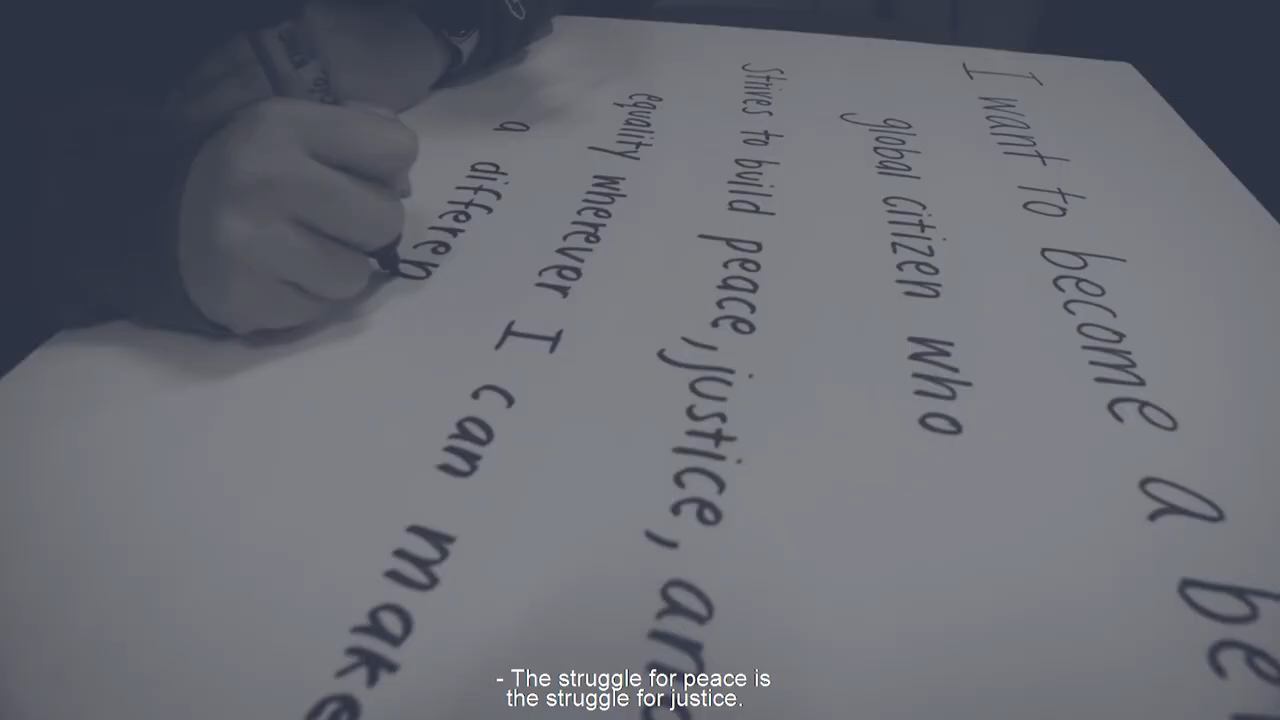 I want to become a be
global citizen who
strives to build peace, justice, and
equality wherever I can make
a differen
- The struggle for peace is
the struggle for justice.